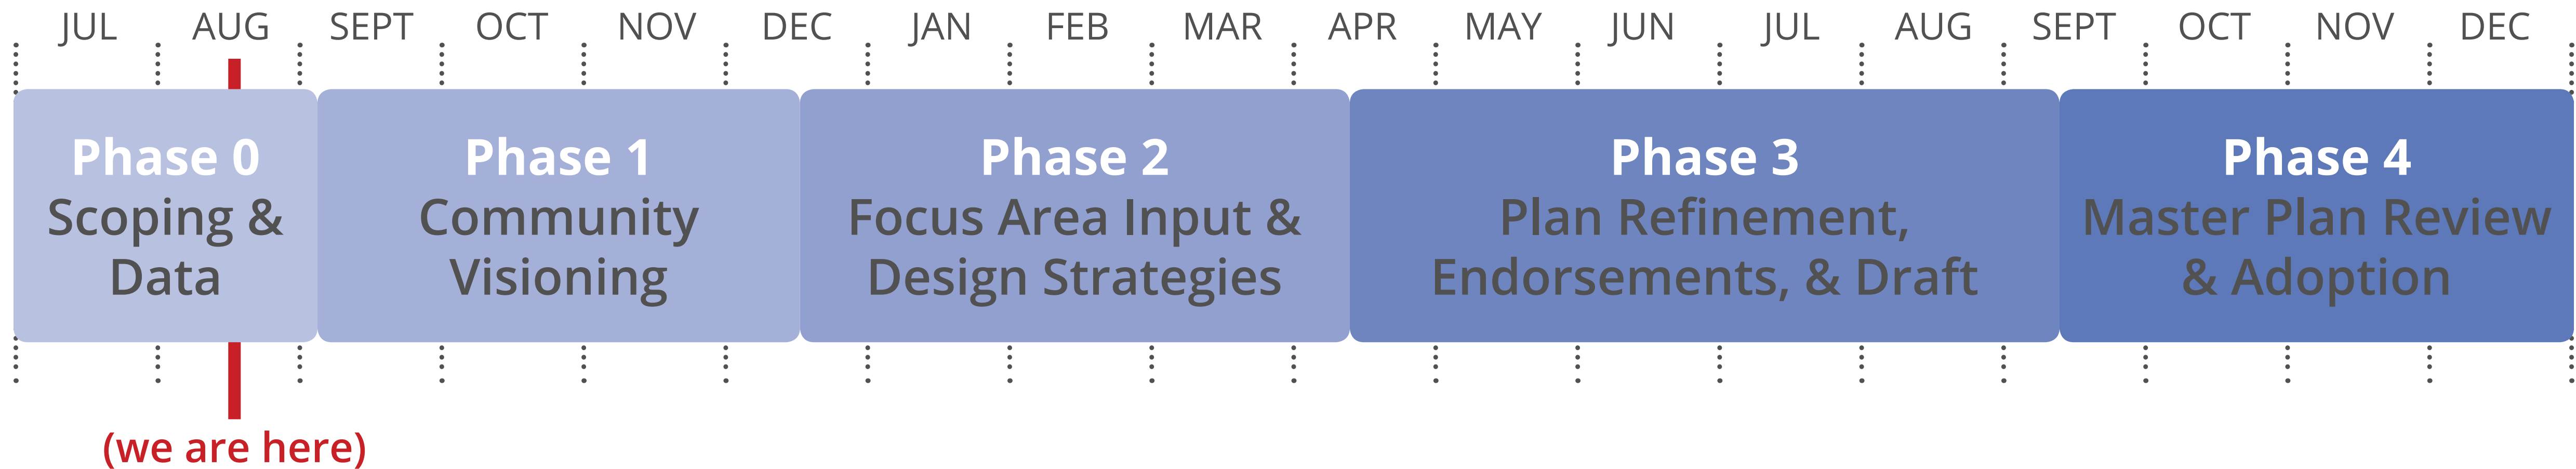 JUL AUG SEPT OCT NOV DEC JAN FEB MAR APR MAY JUN JUL AUG SEPT OCT NOV DEC
Phase 0
Scoping &
Data
Phase 1
Community
Visioning
Phase 2
Focus Area Input &
Design Strategies
Phase 3
Plan Refinement,
Endorsements, & Draft
Phase 4
Master Plan Review
& Adoption
(we are here)